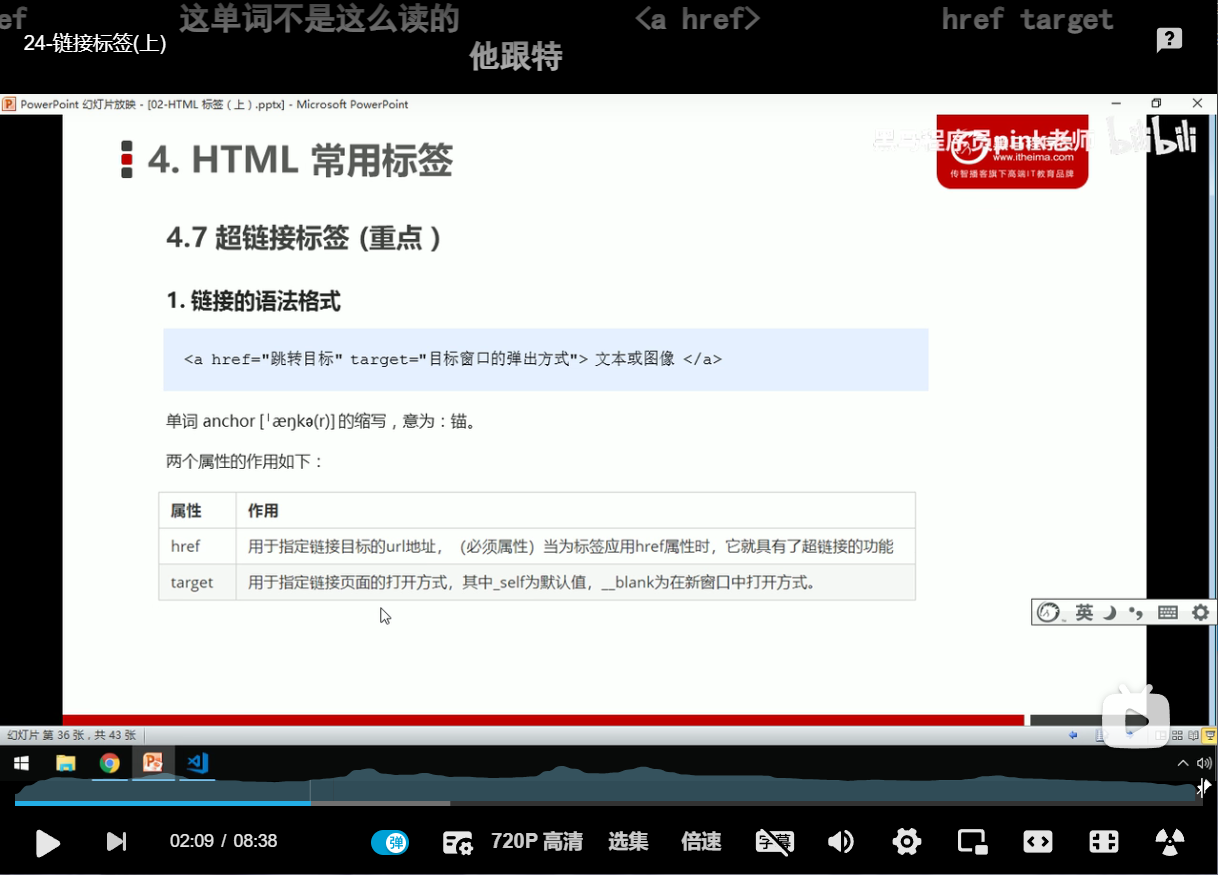 ef
这单词不是这么读的
<a href>
href target
24-链接标签(上)
他跟特
?
PowerPoint 幻灯片放映 - [02-HTML 标签 ( 上 ) .pptx] - Microsoft PowerPoint
4. HTML 常用标签
程序员pink老师
bilibili
www.itheima.com
传智播客旗下高端IT教育品牌
4.7 超链接标签 (重点 )
1. 链接的语法格式
<a href="跳转目标" target="目标窗口的弹出方式"> 文本或图像 </a>
单词 anchor [ˈæŋkə(r)] 的缩写，意为：锚。
两个属性的作用如下：
属性 作用
href 用于指定链接目标的url地址，（必须属性）当为标签应用href属性时，它就具有了超链接的功能
target 用于指定链接页面的打开方式，其中_self为默认值，__blank为在新窗口中打开方式。
英
幻灯片 第 36 张，共 43 张
02:09 / 08:38
弹
720P 高清
选集
倍速
字幕